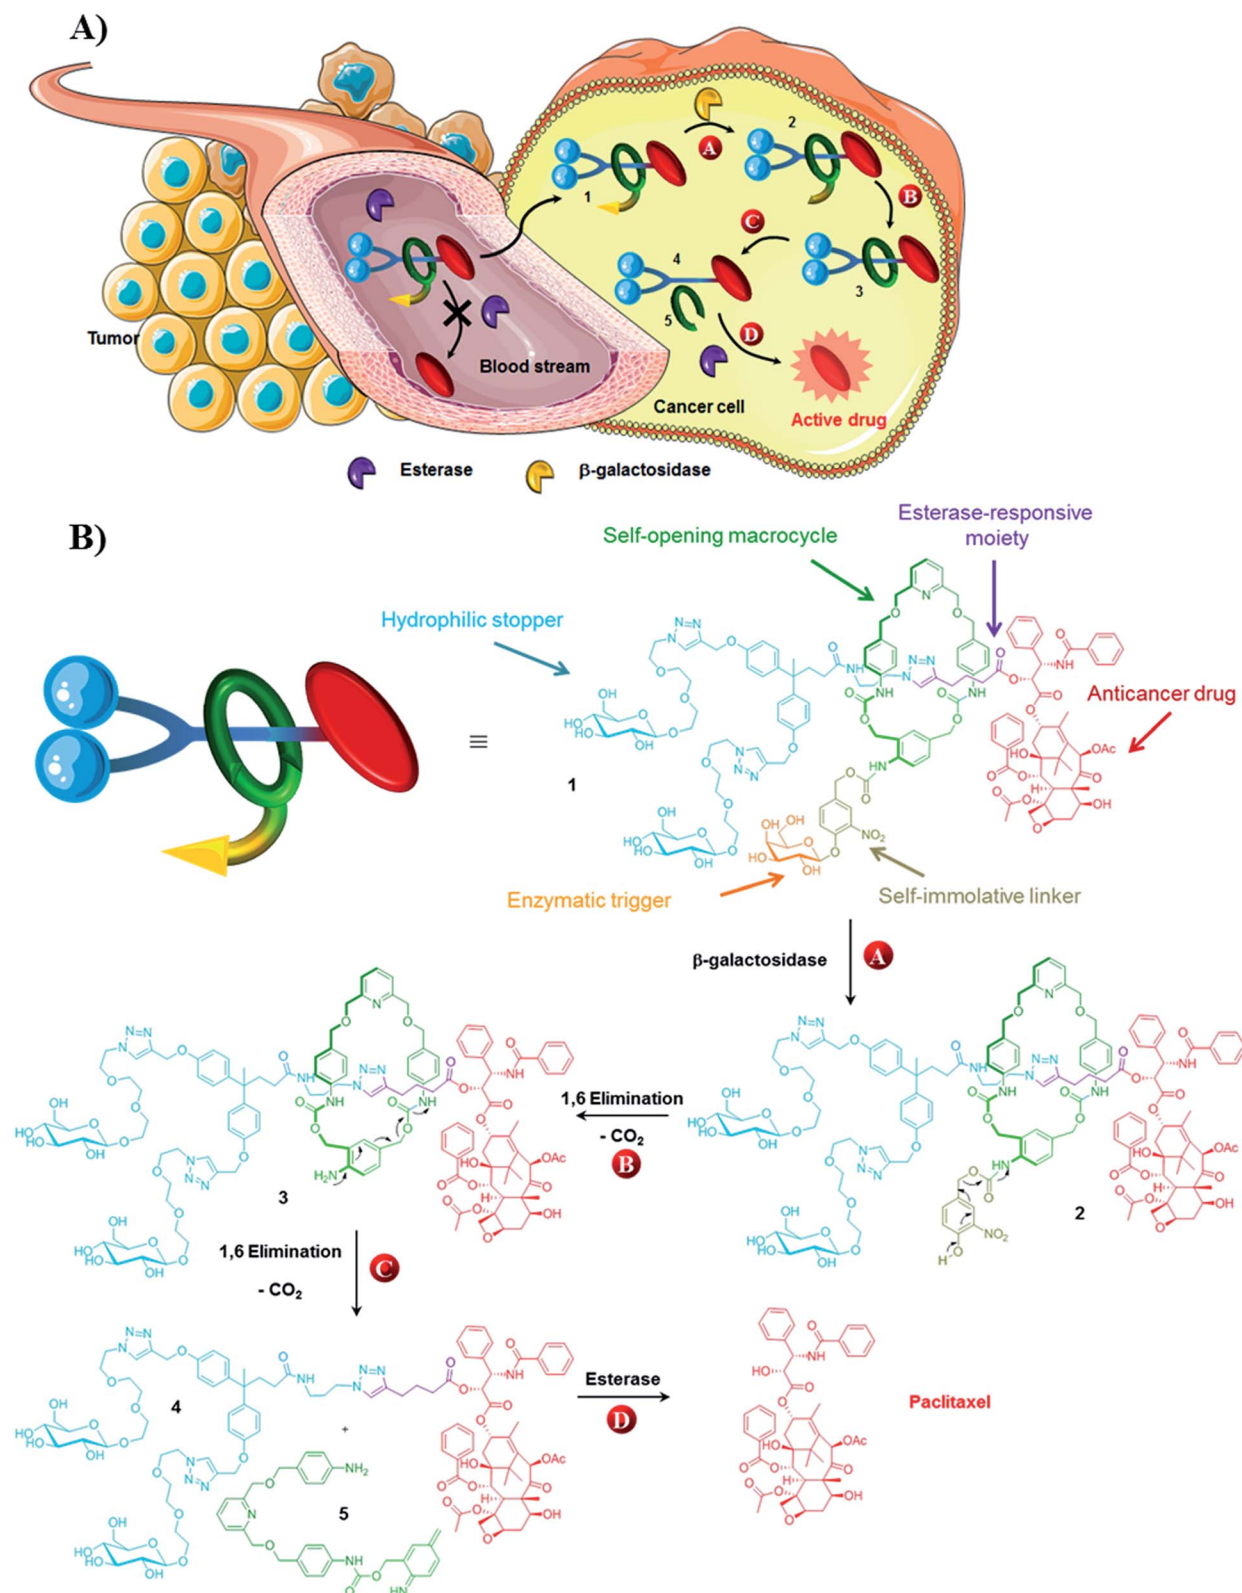 A)
1
A
2
B
C
4
3
5
D
Tumor
Blood stream
Cancer cell
Active drug
Esterase
β-galactosidase
B)
Self-opening macrocycle
Esterase-responsive
moiety
Hydrophilic stopper
Anticancer drug
≡
1
Enzymatic trigger
Self-immolative linker
β-galactosidase
A
1,6 Elimination
- CO₂
B
3
2
1,6 Elimination
- CO₂
C
4
+
5
Esterase
D
Paclitaxel